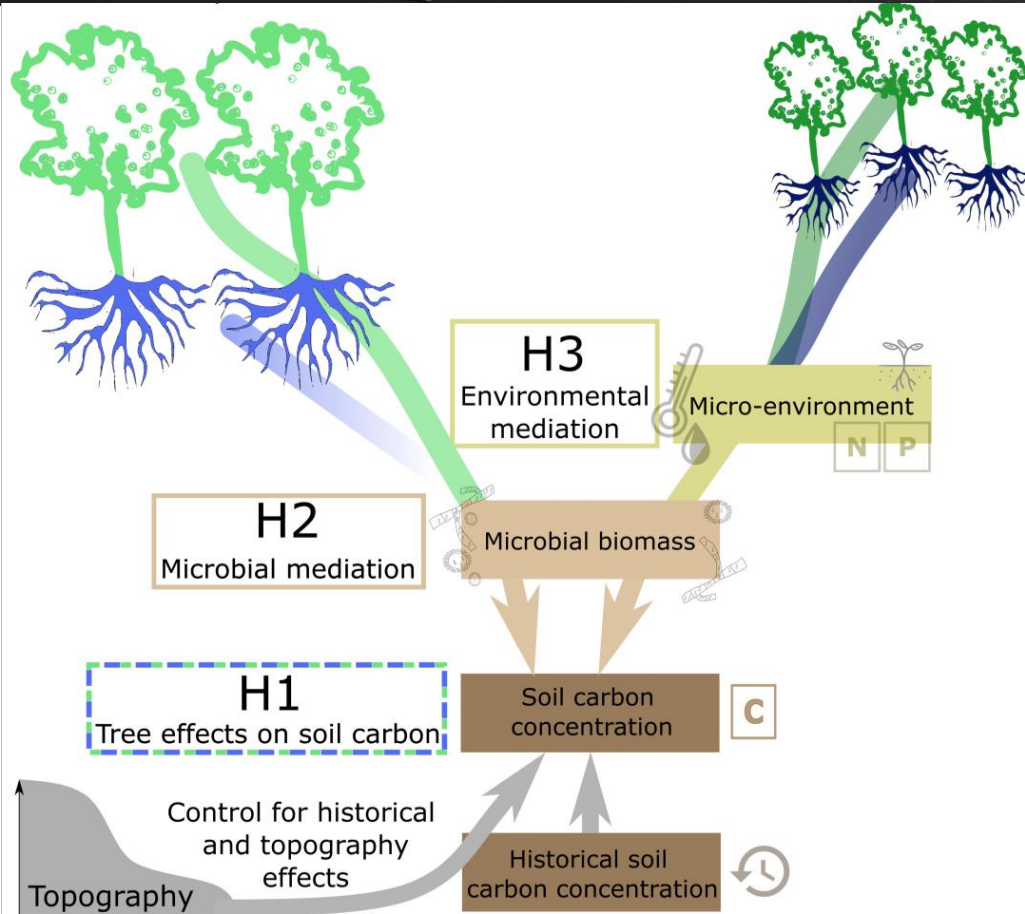 H3
Environmental
mediation
Micro-environment
N P
H2
Microbial mediation
Microbial biomass
H1
Tree effects on soil carbon
Soil carbon
concentration
C
Control for historical
and topography
effects
Topography
Historical soil
carbon concentration